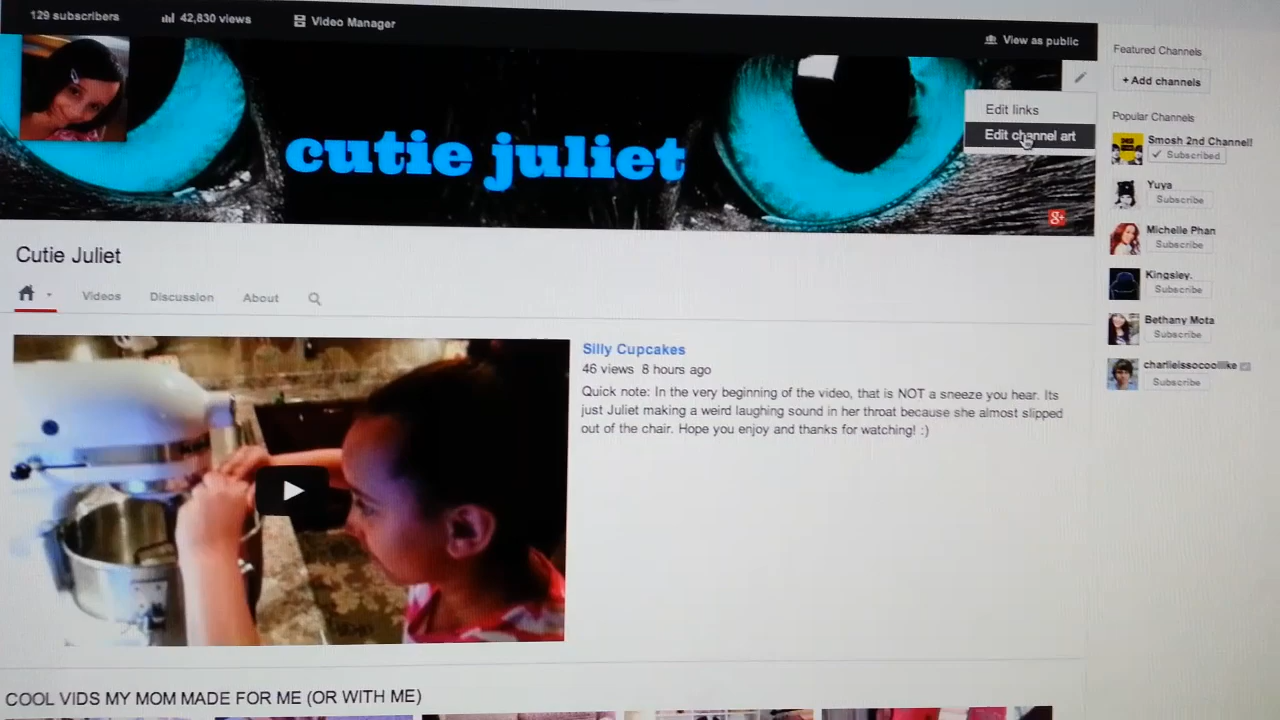 129 subscribers
42,830 views
Video Manager
View as public
cutie juliet
Edit links
Edit channel art
g+
Cutie Juliet
Videos
Discussion
About
Silly Cupcakes
46 views 8 hours ago
Quick note: In the very beginning of the video, that is NOT a sneeze you hear. Its
just Juliet making a weird laughing sound in her throat because she almost slipped
out of the chair. Hope you enjoy and thanks for watching! :)
COOL VIDS MY MOM MADE FOR ME (OR WITH ME)
Featured Channels
+ Add channels
Popular Channels
Smosh 2nd Channel!
Subscribed
Yuya
Subscribe
Michelle Phan
Subscribe
Kingsley.
Subscribe
Bethany Mota
Subscribe
charlieissocoollike
Subscribe